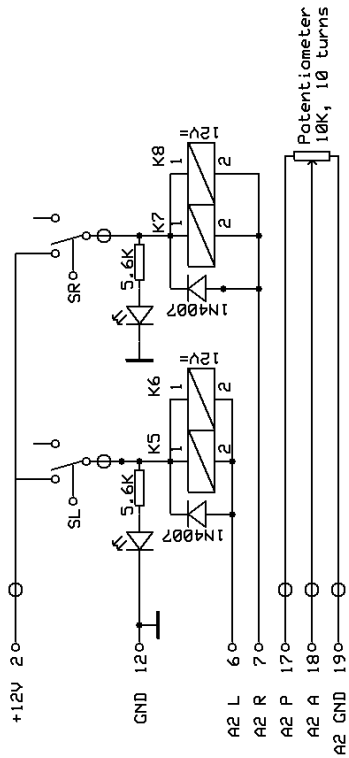 Potentiometer
10K, 10 turns
12V=
K8
1
2
K7
1
2
SR
5.6K
1N4007
12V=
K6
1
2
K5
1
2
SL
5.6K
1N4007
+12V 2
GND 12
A2 L 6
A2 R 7
A2 P 17
A2 A 18
A2 GND 19